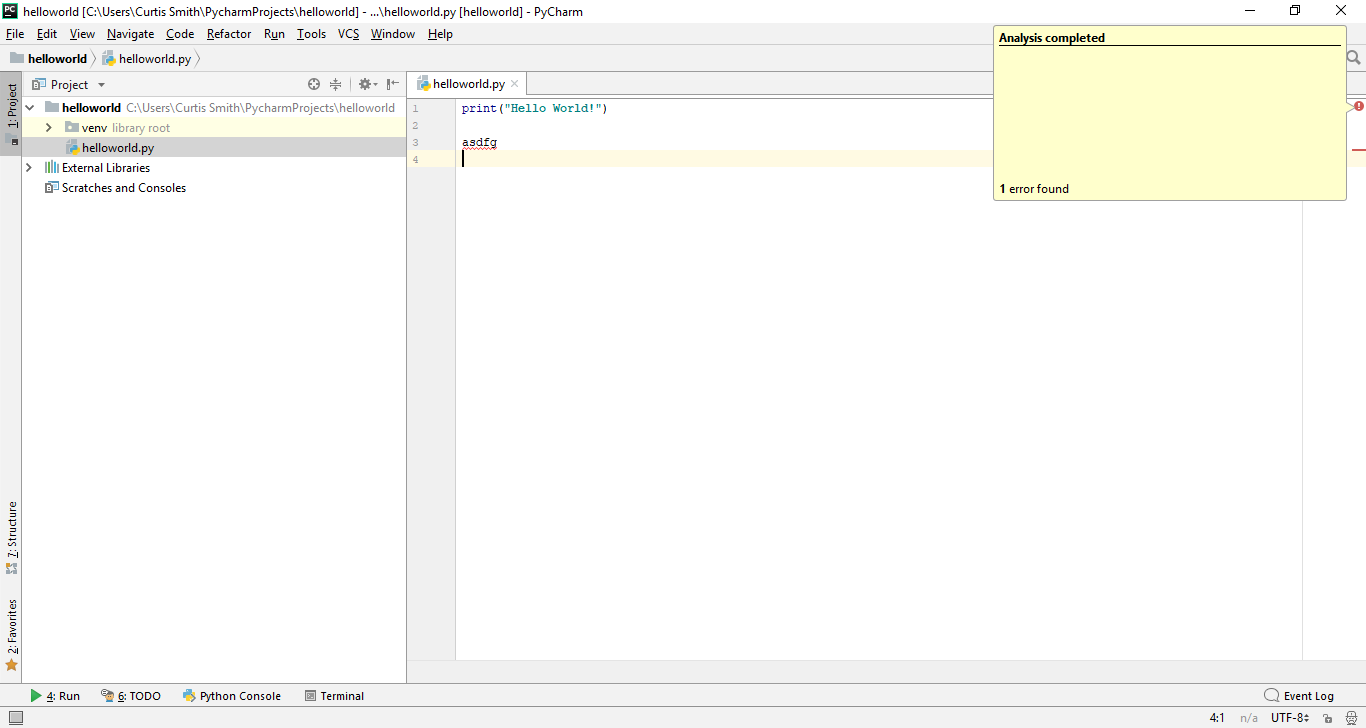 PC helloworld [C:\Users\Curtis Smith\PycharmProjects\helloworld] - ...\helloworld.py [helloworld] - PyCharm
File Edit View Navigate Code Refactor Run Tools VCS Window Help
helloworld helloworld.py
1: Project
Project
helloworld C:\Users\Curtis Smith\PycharmProjects\helloworld
venv library root
helloworld.py
External Libraries
Scratches and Consoles
helloworld.py
1 print("Hello World!")
2
3 asdfg
4
Analysis completed
1 error found
7: Structure
2: Favorites
4: Run 6: TODO Python Console Terminal Event Log
4:1 n/a UTF-8